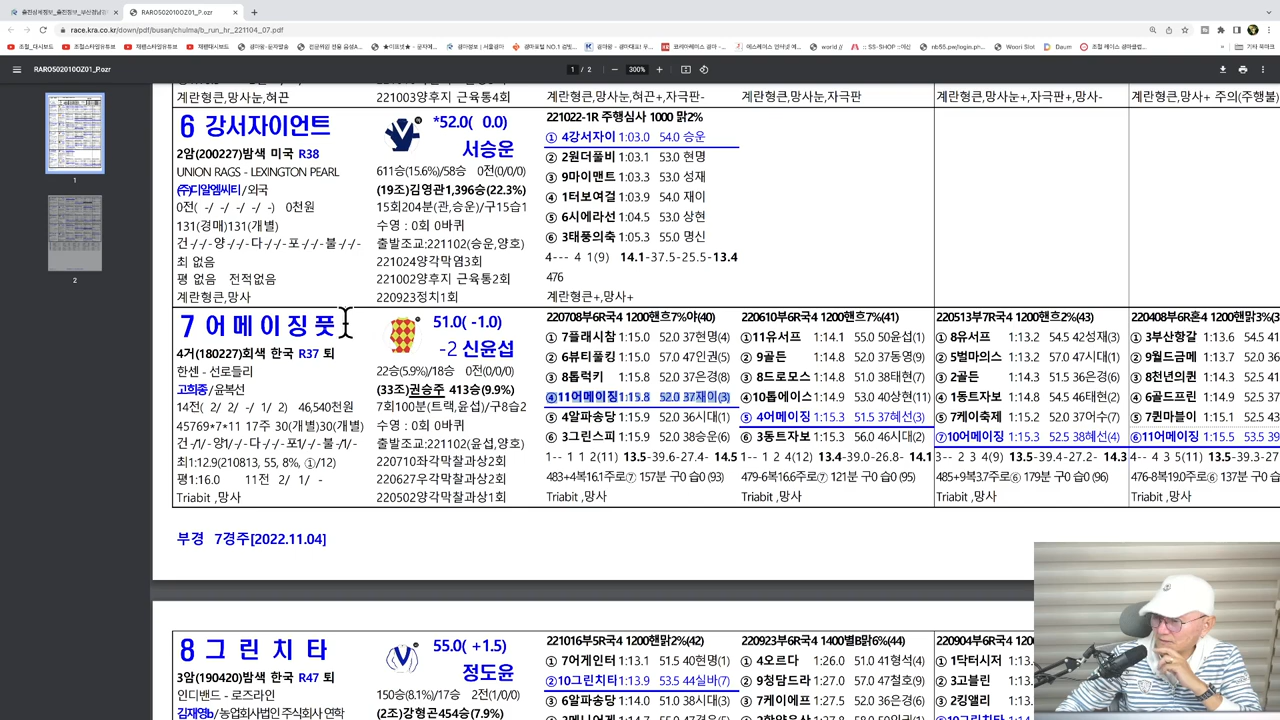 출전상세정보_출전정보_부산경남경
RARO502010OZ01_P.ozr
race.kra.co.kr/down/pdf/busan/chulma/b_run_hr_221104_07.pdf
RARO502010OZ01_P.ozr
1 / 2
300%
1
2
계란형큰,망사눈,혀끈
221003양후지 근육통4회
계란형큰,망사눈,혀끈+,자극판-
계란형큰,망사눈,자극판
계란형큰,망사눈+,자극판+,망사-
계란형큰,망사+ 주의(주행불)
6 강서자이언트
*52.0( 0.0)
서승운
221022-1R 주행심사 1000 맑2%
① 4강서자이 1:03.0 54.0 승운
② 2원더풀비 1:03.1 53.0 현명
③ 9마이맨트 1:03.3 53.0 성재
④ 1터보여걸 1:03.9 54.0 재이
⑤ 6시에라선 1:04.5 53.0 상현
⑥ 3태풍의축 1:05.3 55.0 명신
4--- 4 1(9) 14.1-37.5-25.5-13.4
476
계란형큰+,망사+
2암(200227)밤색 미국 R38
UNION RAGS - LEXINGTON PEARL
㈜디알엠씨티/외국
0전( -/ -/ -/ -/ -) 0천원
131(경매)131(개별)
건-/-/-양-/-/-다-/-/-포-/-/-불-/-/-
최 없음
평 없음 전적없음
계란형큰,망사
611승(15.6%)/58승 0전(0/0/0)
(19조)김영관1,396승(22.3%)
15회204분(관,승운)/구15습1
수영 : 0회 0바퀴
출발조교:221102(승운,양호)
221024양각막염3회
221002양후지 근육통2회
220923정치1회
7 어메이징풋
51.0( -1.0)
-2 신윤섭
4거(180227)회색 한국 R37 퇴
한센 - 선로들리
고희종/윤복선
14전( 2/ 2/ -/ 1/ 2) 46,540천원
45769*7*11 17주 30(개별)30(개별)
최1:12.9(210813, 55, 8%, ①/12)
평1:16.0 11전 2/ 1/ -
Triabit ,망사
22승(5.9%)/18승 0전(0/0/0)
(33조)권승주 413승(9.9%)
7회100분(트랙,윤섭)/구8습2
수영 : 0회 0바퀴
출발조교:221102(윤섭,양호)
220710좌각막찰과상2회
220627우각막찰과상2회
220502양각막찰과상1회
220708부6R국4 1200핸흐7%야(40)
① 7플래시참 1:15.0 52.0 37현명(4)
② 6뷰티풀킹 1:15.0 57.0 47인권(5)
③ 8톱럭키 1:15.8 52.0 37은경(8)
④11어메이징1:15.8 52.0 37재이(3)
⑤ 4알파송당 1:15.9 52.0 36시대(1)
⑥ 3그린스피 1:15.9 52.0 38승운(6)
1-- 1 1 2(11) 13.5-39.6-27.4- 14.5
483+4복16.1주로⑦ 157분 구0 습0 (93)
Triabit ,망사
220610부6R국4 1200핸흐7%(41)
①11유서프 1:14.8 55.0 50윤섭(1)
② 9골든 1:14.8 52.0 37동영(9)
③ 8드로모스 1:14.8 51.0 38태현(7)
④10톱에이스 1:14.9 53.0 40상현(11)
⑤ 4어메이징 1:15.3 51.5 37혜선(3)
⑥ 3동트자보 1:15.3 56.0 46시대(2)
1-- 1 2 4(12) 13.4-39.0-26.8- 14.1
479-6복16.6주로⑦ 121분 구0 습0 (95)
Triabit ,망사
220513부7R국4 1200핸흐2%(43)
① 8유서프 1:13.2 54.5 42성재(3)
② 5벌마의스 1:13.2 57.0 47시대(1)
③ 2골든 1:14.3 51.5 36은경(6)
④ 1동트자보 1:14.5 54.5 46태현(2)
⑤ 7케이축제 1:15.2 52.0 37어수(7)
⑦10어메이징 1:15.3 52.5 38혜선(4)
3-- 2 3 4(9) 13.5-39.4-27.2- 14.3
485+9복3.7주로⑥ 179분 구0 습0 (96)
Triabit ,망사
220408부6R혼4 1200핸맑3%(3
① 3부산항갈 1:13.6 54.5 41
② 9월드금메 1:13.7 52.0 40
③ 8천년의퀸 1:14.3 52.0 39
④ 6골드프린 1:14.9 52.5 37
⑤ 7퀸마블이 1:15.1 52.5 43
⑥11어메이징 1:15.5 53.5 39
4-- 4 3 5(11) 13.5-39.3-27
476-8복19.0주로⑥ 137분 구0 습
Triabit ,망사
부경 7경주[2022.11.04]
8 그린치타
55.0( +1.5)
정도윤
3암(190420)밤색 한국 R47 퇴
인디밴드 - 로즈라인
김재영b/농업회사법인 주식회사 연학
150승(8.1%)/17승 2전(1/0/0)
(2조)강형곤454승(7.9%)
221016부5R국4 1200핸맑2%(42)
① 7어게인터 1:13.1 51.5 40현명(1)
②10그린치타 1:13.9 53.5 44실바(7)
③ 6알파송당 1:14.0 51.0 38시대(3)
220923부6R국4 1400별B맑6%(44)
① 4오르다 1:26.0 51.0 41형석(4)
② 9청담드라 1:27.0 57.0 47철호(9)
③ 7케이에프 1:27.5 52.0
220904부6R국4 120
① 1닥터시저 1:13.
② 3고블린 1:13.
③ 2킹앨리 1:13.